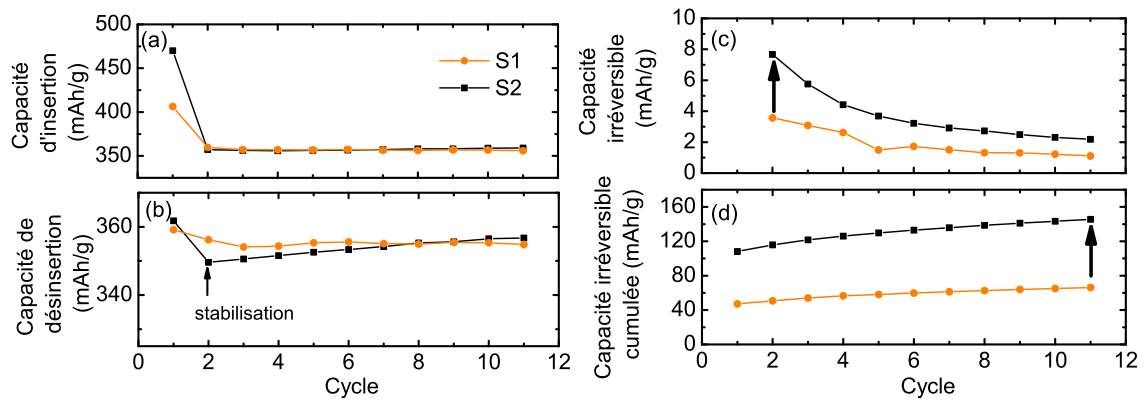 Capacité
d'insertion
(mAh/g)
500
450
400
350
(a)
S1
S2
Capacité de
désinsertion
(mAh/g)
360
340
(b)
stabilisation
0
2
4
6
8
10
12
Cycle
Capacité
irréversible
(mAh/g)
10
8
6
4
2
0
(c)
Capacité irréversible
cumulée (mAh/g)
160
120
80
40
0
(d)
0
2
4
6
8
10
12
Cycle